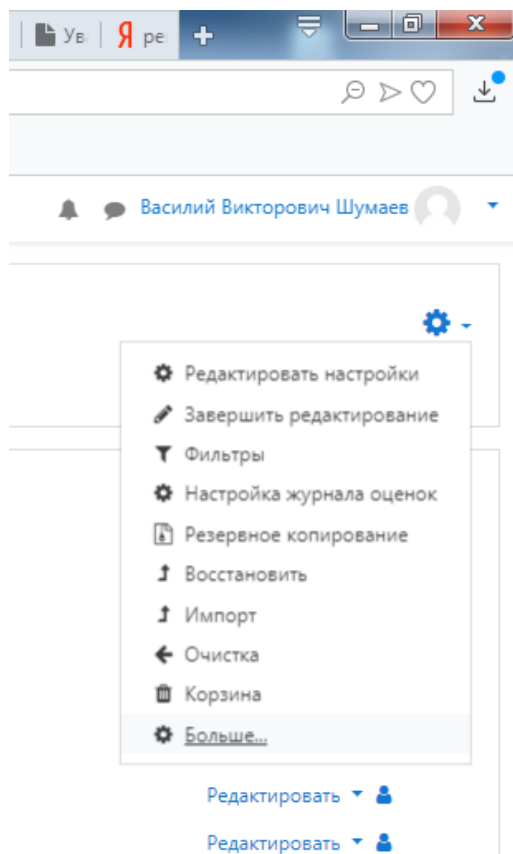 Ув Я ре
Василий Викторович Шумаев
Редактировать настройки
Завершить редактирование
Фильтры
Настройка журнала оценок
Резервное копирование
Восстановить
Импорт
Очистка
Корзина
Больше...
Редактировать
Редактировать